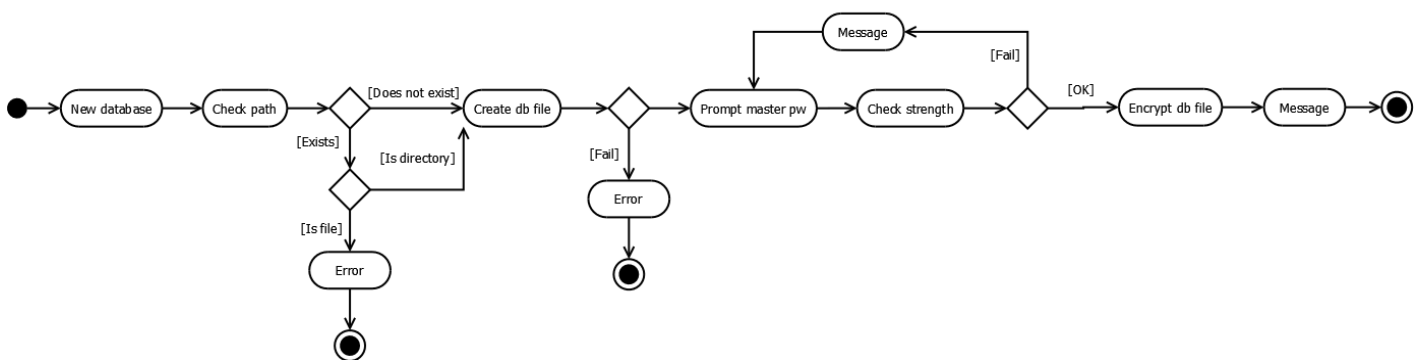 Message
[Fail]
[Does not exist]
[OK]
New database
Check path
Create db file
Prompt master pw
Check strength
Encrypt db file
Message
[Exists]
[Is directory]
[Fail]
Error
[Is file]
Error